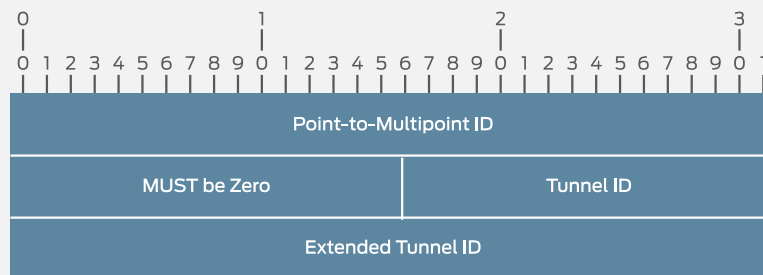 0 1 2 3
0 1 2 3 4 5 6 7 8 9 0 1 2 3 4 5 6 7 8 9 0 1 2 3 4 5 6 7 8 9 0 1
Point-to-Multipoint ID
MUST be Zero Tunnel ID
Extended Tunnel ID